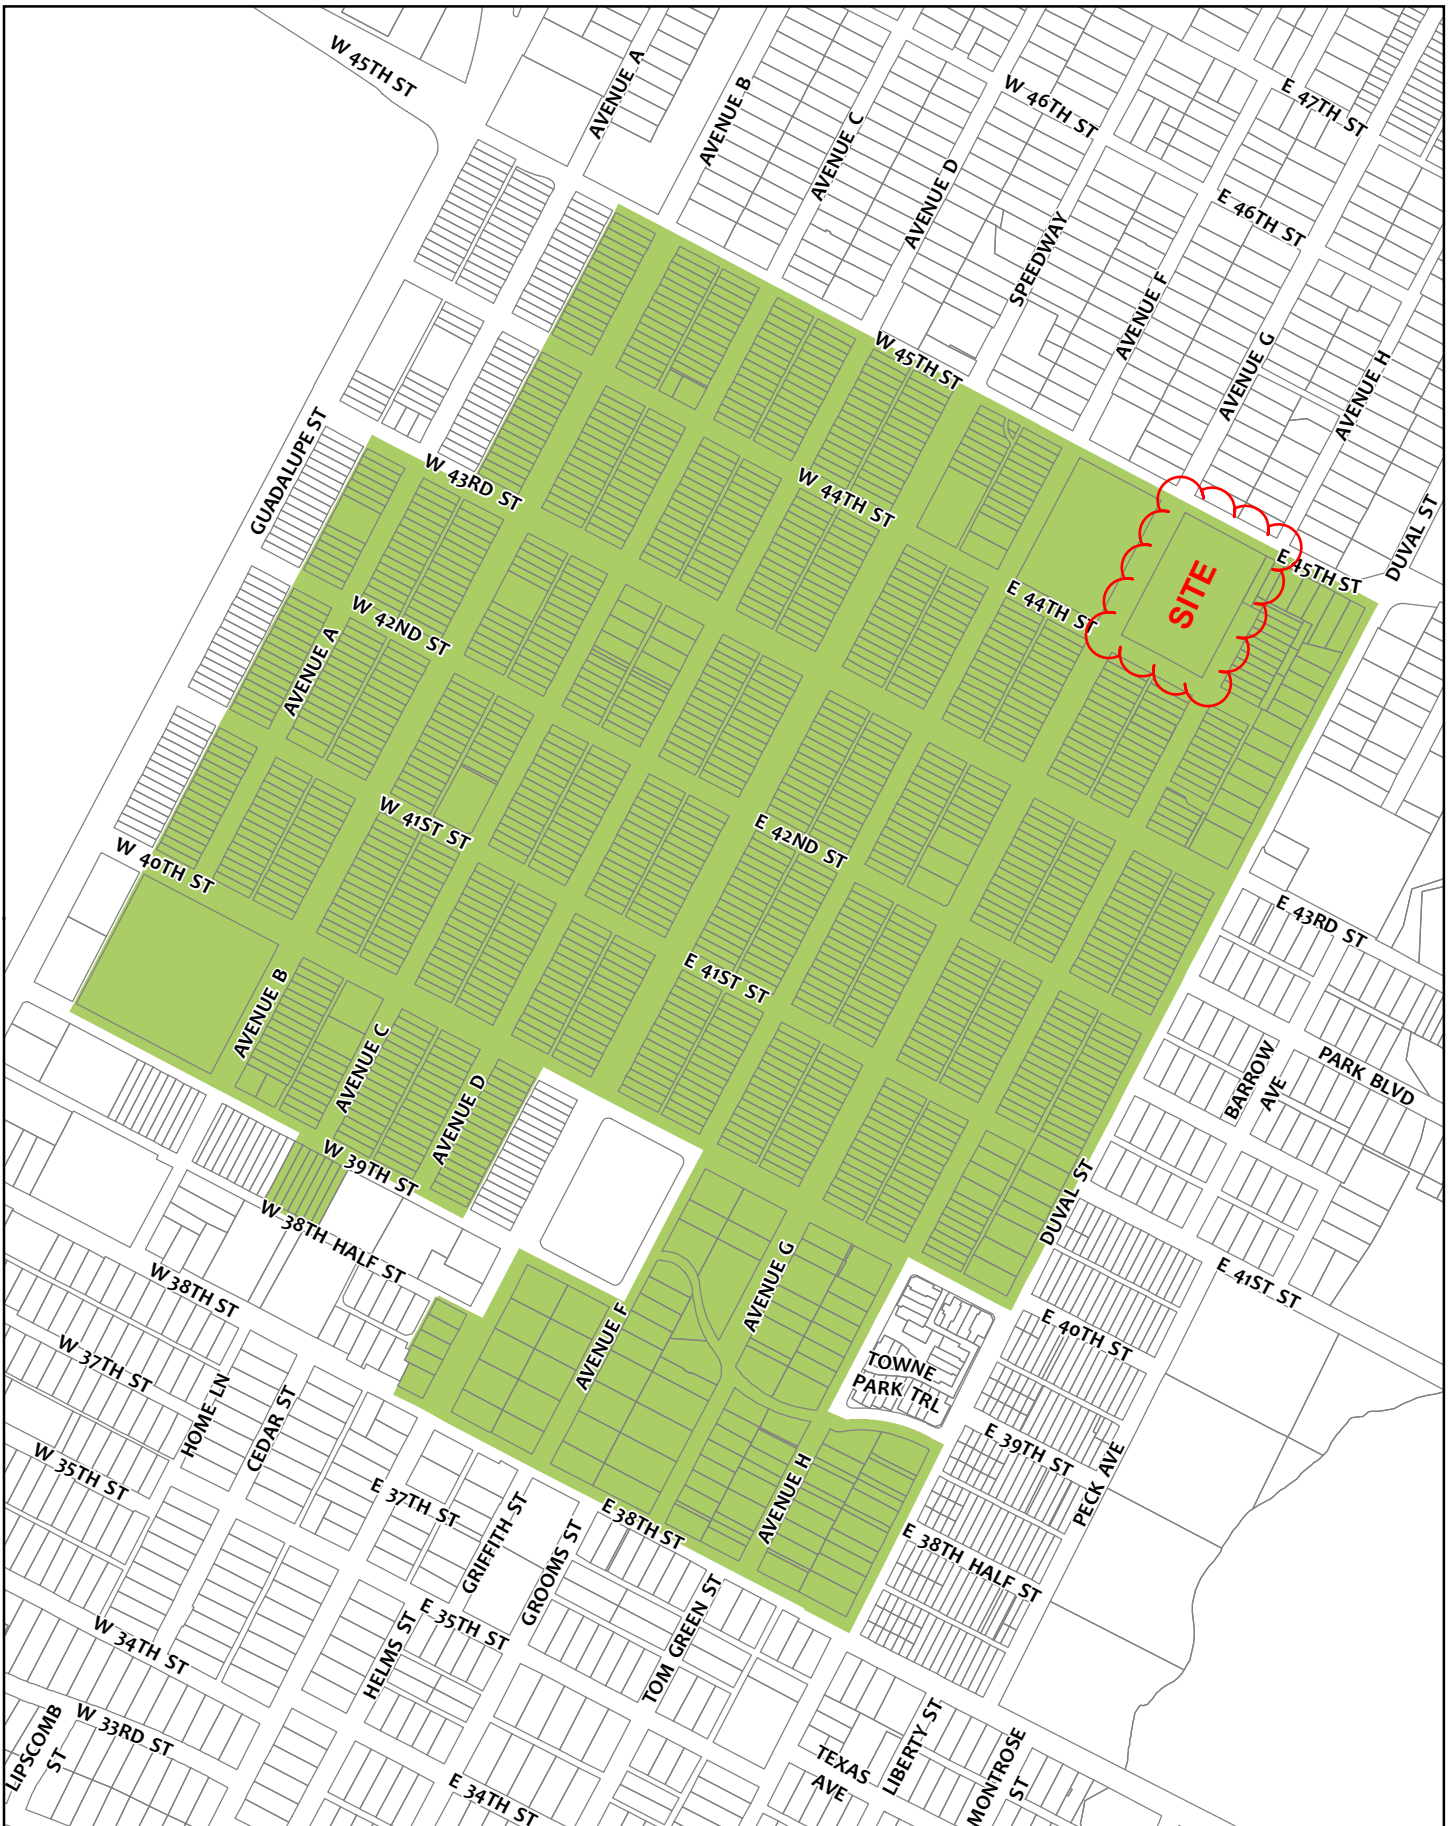 W 45TH ST
AVENUE A
AVENUE B
AVENUE C
AVENUE D
W 46TH ST
E 47TH ST
E 46TH ST
SPEEDWAY
AVENUE F
AVENUE G
AVENUE H
W 45TH ST
GUADALUPE ST
W 43RD ST
W 44TH ST
DUVAL ST
E 45TH ST
SITE
E 44TH ST
W 42ND ST
AVENUE A
W 41ST ST
E 42ND ST
W 40TH ST
E 43RD ST
E 41ST ST
AVENUE B
AVENUE C
AVENUE D
BARROW
AVE
PARK BLVD
W 39TH ST
DUVAL ST
W 38TH HALF ST
AVENUE G
E 41ST ST
W 38TH ST
AVENUE F
E 40TH ST
W 37TH ST
TOWNE
PARK TRL
HOME LN
CEDAR ST
E 39TH ST
PECK AVE
W 35TH ST
E 37TH ST
GRIFFITH ST
E 38TH ST
AVENUE H
GROOMS ST
E 38TH HALF ST
E 35TH ST
HELMS ST
TOM GREEN ST
W 34TH ST
W 33RD ST
LIPSCOMB
ST
E 34TH ST
TEXAS
AVE
LIBERTY ST
MONTROSE
ST